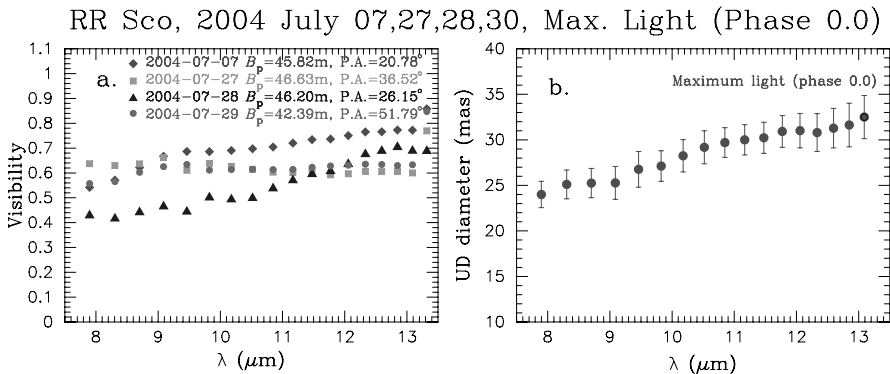 RR Sco, 2004 July 07,27,28,30, Max. Light (Phase 0.0)
a.
2004-07-07 Bp=45.82m, P.A.=20.78°
2004-07-27 Bp=46.63m, P.A.=36.52°
2004-07-28 Bp=46.20m, P.A.=26.15°
2004-07-29 Bp=42.39m, P.A.=51.79°
Visibility
1.1
1
0.9
0.8
0.7
0.6
0.5
0.4
0.3
0.2
0.1
0
8 9 10 11 12 13
λ (μm)
b.
Maximum light (phase 0.0)
UD diameter (mas)
40
35
30
25
20
15
10
8 9 10 11 12 13
λ (μm)